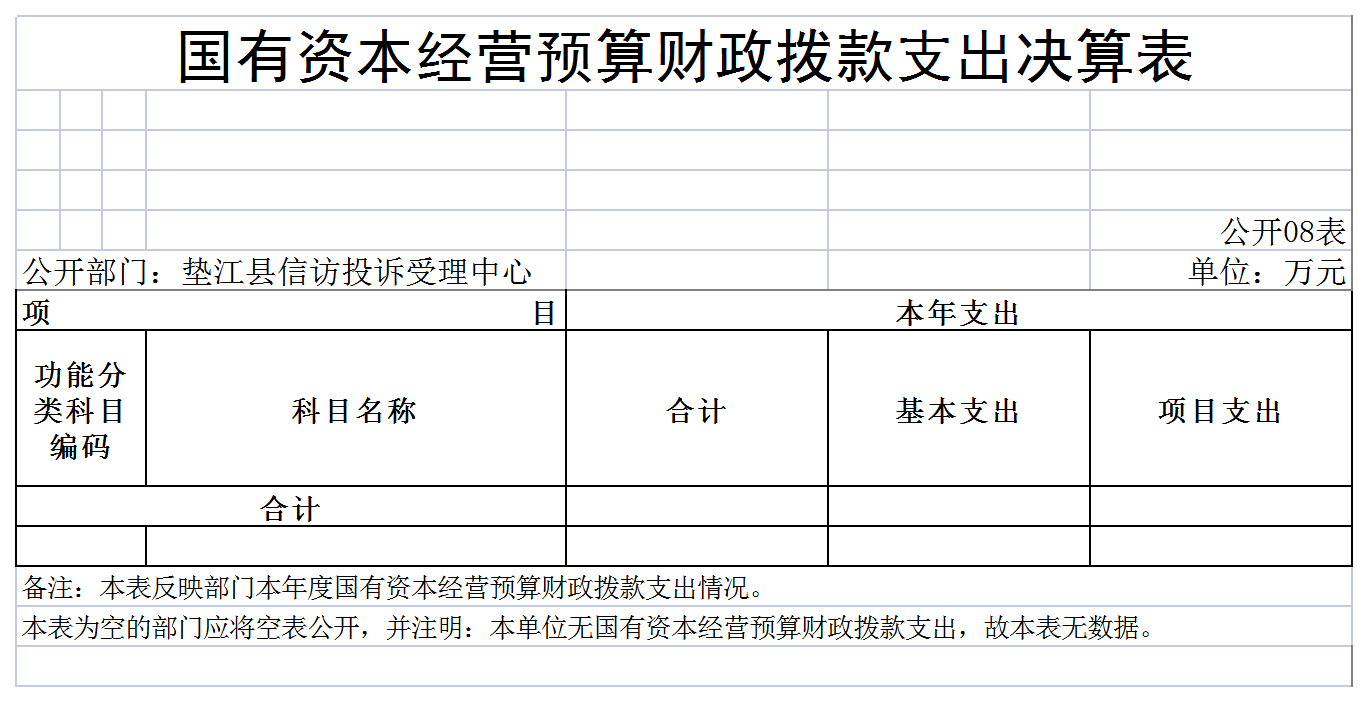 国有资本经营预算财政拨款支出决算表
公开08表
公开部门：垫江县信访投诉受理中心 单位：万元
项 目 本年支出
功能分
类科目
编码
科目名称 合计 基本支出 项目支出
合计
备注：本表反映部门本年度国有资本经营预算财政拨款支出情况。
本表为空的部门应将空表公开，并注明：本单位无国有资本经营预算财政拨款支出，故本表无数据。